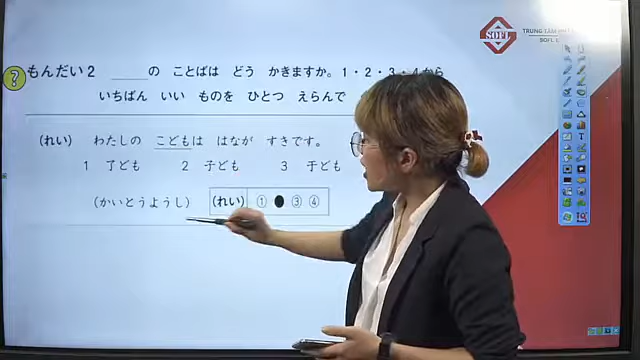 ? もんだい2 ___の ことばは どう かきますか。1・2・3・4から
いちばん いい ものを ひとつ えらんで
(れい) わたしの こどもは はなが すきです。
1 了ども 2 子ども 3 于ども
(かいとうようし) (れい) ① ● ③ ④
SOFL